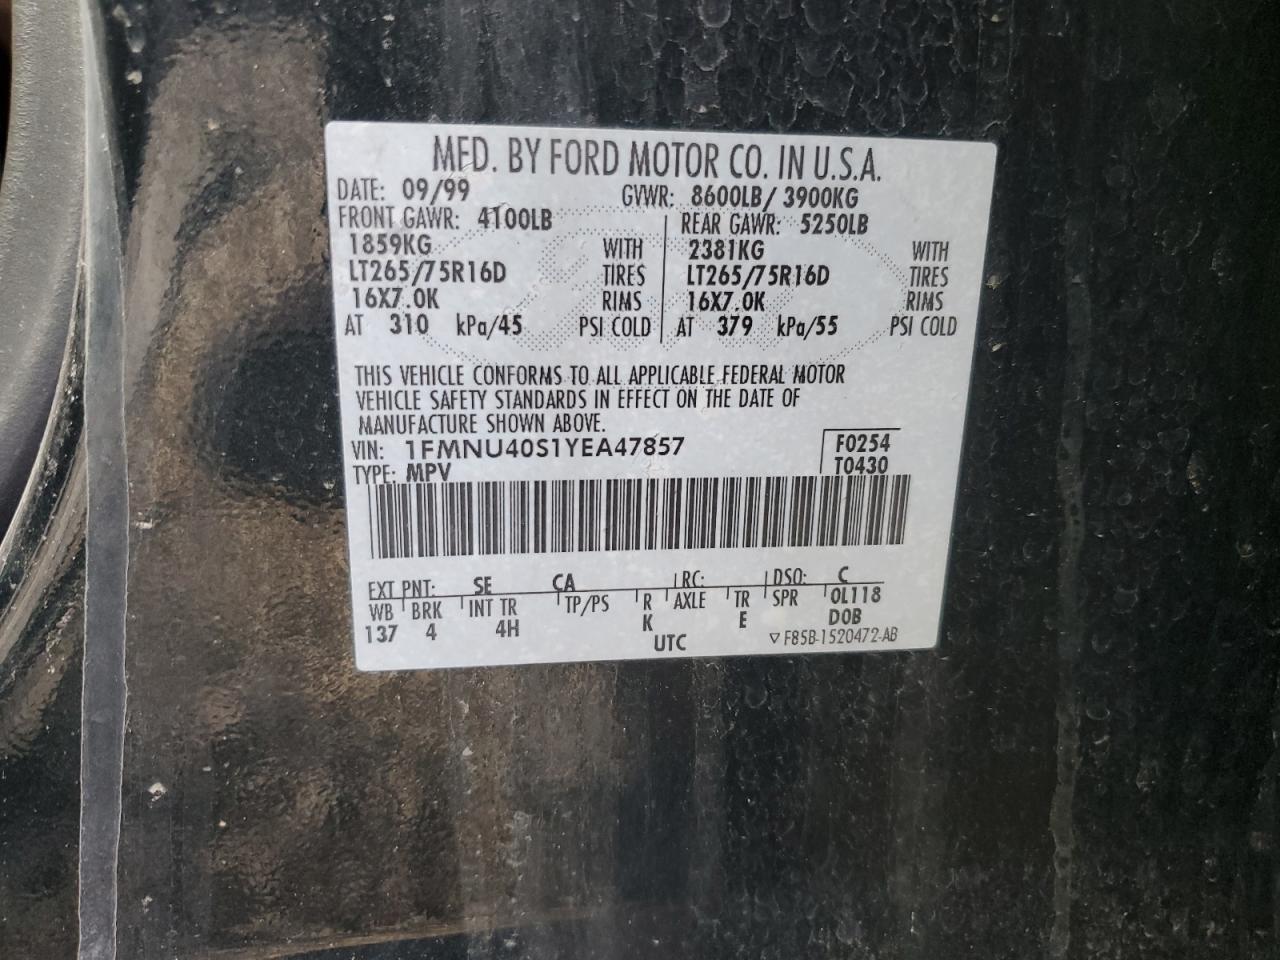 MFD. BY FORD MOTOR CO. IN U.S.A.
DATE: 09/99 GVWR: 8600LB/ 3900KG
FRONT GAWR: 4100LB REAR GAWR: 5250LB
1859KG WITH 2381KG WITH
LT265/75R16D TIRES LT265/75R16D TIRES
16X7.0K RIMS 16X7.0K RIMS
AT 310 kPa/45 PSI COLD AT 379 kPa/55 PSI COLD
THIS VEHICLE CONFORMS TO ALL APPLICABLE FEDERAL MOTOR
VEHICLE SAFETY STANDARDS IN EFFECT ON THE DATE OF
MANUFACTURE SHOWN ABOVE.
VIN: 1FMNU40S1YEA47857 F0254
TYPE: MPV T0430
EXT PNT: SE CA RC: DSO: C
WB BRK INT TR TP/PS R AXLE TR SPR 0L118
137 4 4H K E D0B
UTC ▽ F85B-1520472-AB